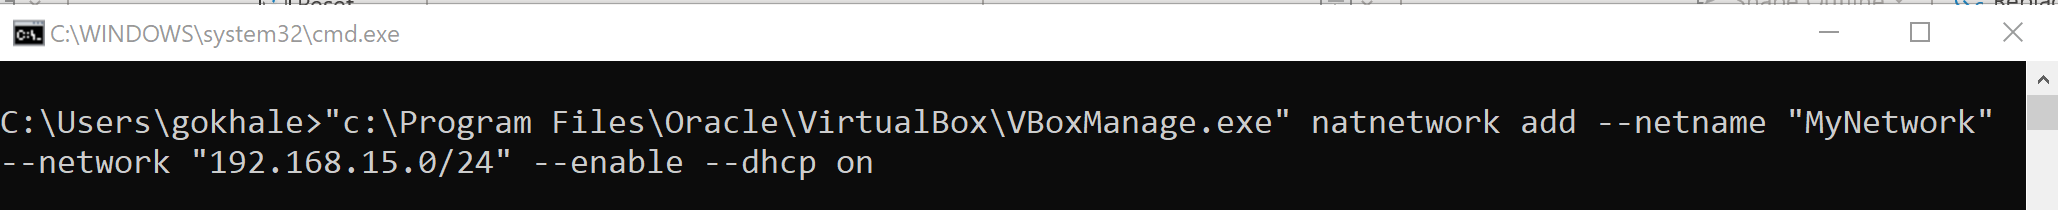 Reset
C:\WINDOWS\system32\cmd.exe
C:\Users\gokhale>"c:\Program Files\Oracle\VirtualBox\VBoxManage.exe" natnetwork add --netname "MyNetwork"
--network "192.168.15.0/24" --enable --dhcp on